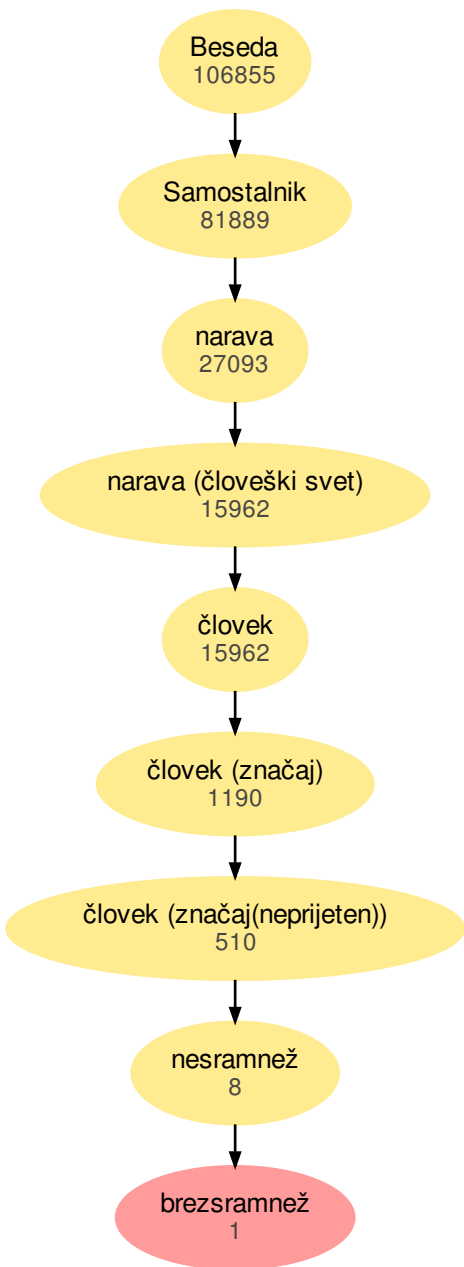 Beseda
106855
Samostalnik
81889
narava
27093
narava (človeški svet)
15962
človek
15962
človek (značaj)
1190
človek (značaj(neprijeten))
510
nesramnež
8
brezsramnež
1